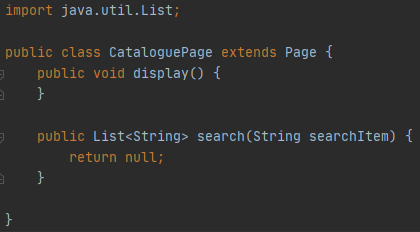 import java.util.List;
public class CataloguePage extends Page {
    public void display() {
    }
    public List<String> search(String searchItem) {
        return null;
    }
}